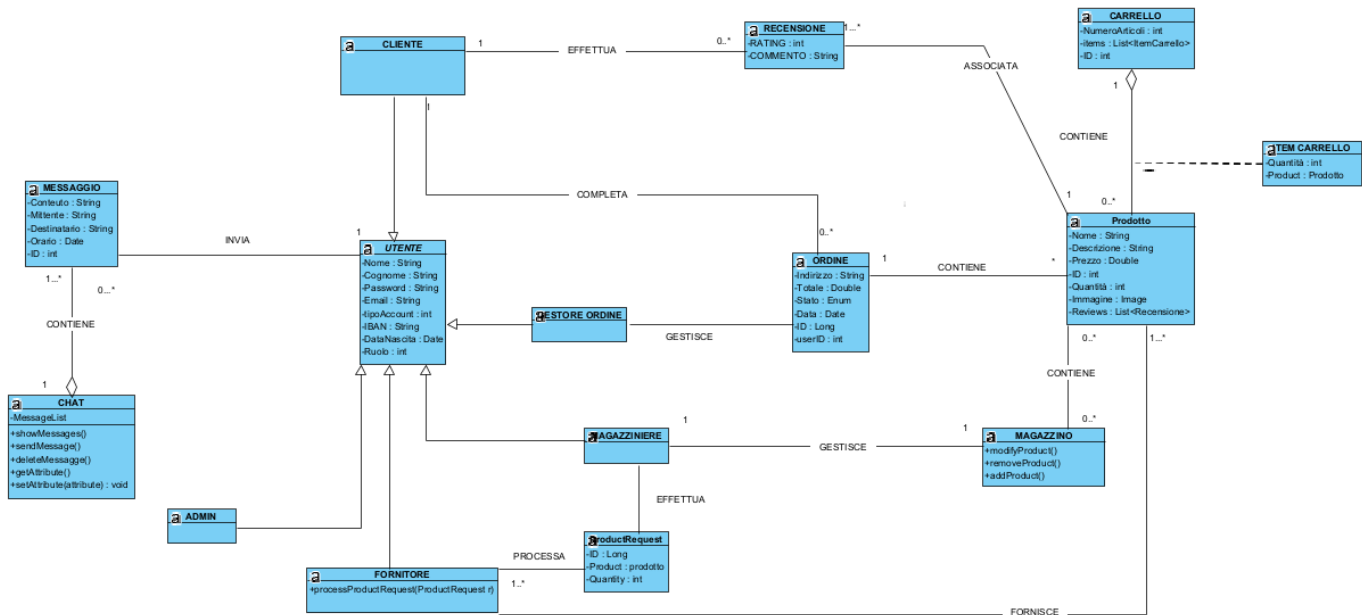 CLIENTE
1
EFFETTUA
0..*
RECENSIONE
-RATING : int
-COMMENTO : String
1...*
ASSOCIATA
1
CARRELLO
-NumeroArticoli : int
-items : List<ItemCarrello>
-ID : int
1
CONTIENE
0..*
TEM CARRELLO
-Quantità : int
-Product : Prodotto
1
COMPLETA
0..*
MESSAGGIO
-Conteuto : String
-Mittente : String
-Destinatario : String
-Orario : Date
-ID : int
INVIA
1
0...*
1...*
CONTIENE
1
CHAT
-MessageList
+showMessages()
+sendMessage()
+deleteMessagge()
+getAttribute()
+setAttribute(attribute) : void
UTENTE
-Nome : String
-Cognome : String
-Password : String
-Email : String
-tipoAccount : int
-IBAN : String
-DataNascita : Date
-Ruolo : int
ESTORE ORDINE
GESTISCE
ORDINE
-Indirizzo : String
-Totale : Double
-Stato : Enum
-Data : Date
-ID : Long
-userID : int
1
CONTIENE
*
Prodotto
-Nome : String
-Descrizione : String
-Prezzo : Double
-ID : int
-Quantità : int
-Immagine : Image
-Reviews : List<Recensione>
0..*
1...*
CONTIENE
0..*
AGAZZINIERE
1
GESTISCE
1
MAGAZZINO
+modifyProduct()
+removeProduct()
+addProduct()
EFFETTUA
ADMIN
ProductRequest
-ID : Long
-Product : prodotto
-Quantity : int
PROCESSA
1..*
FORNITORE
+processProductRequest(ProductRequest r)
FORNISCE